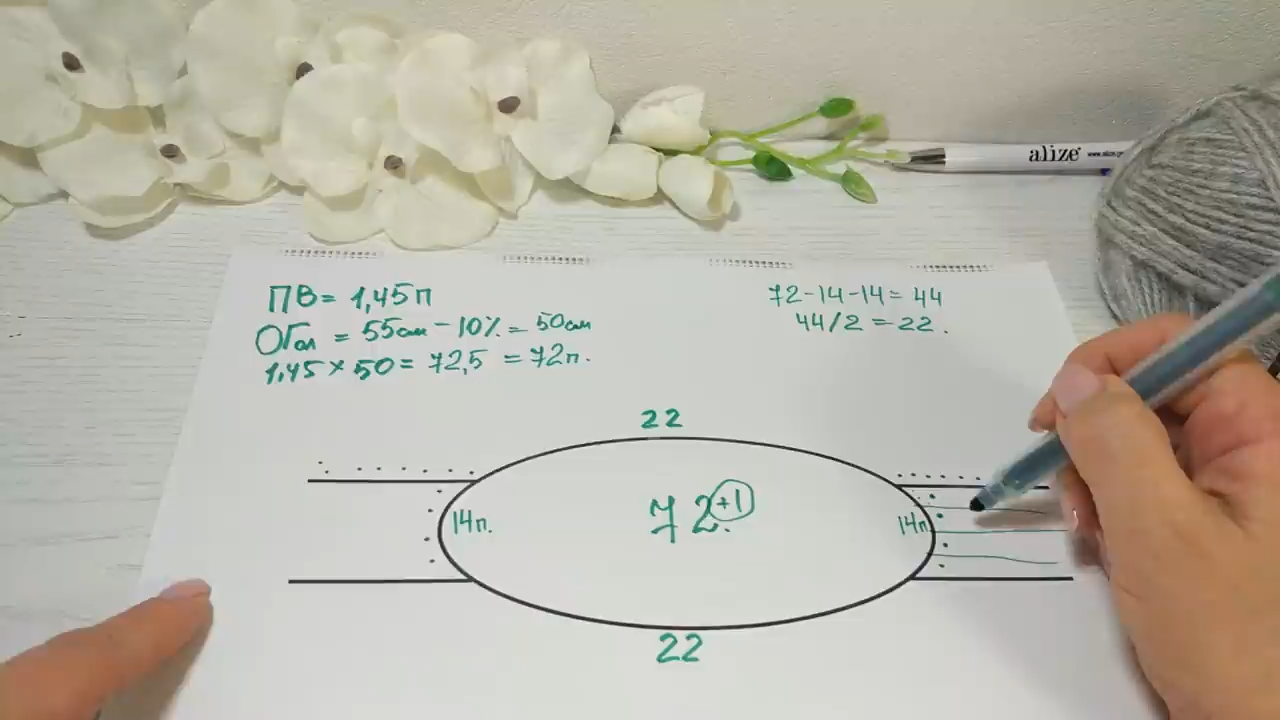 alize
ПВ= 1,45п
Огол = 55см - 10% = 50см
1,45 × 50 = 72,5 = 72п.
72-14-14= 44
44/2 = 22.
22
14п.
72.
+1
14п.
22